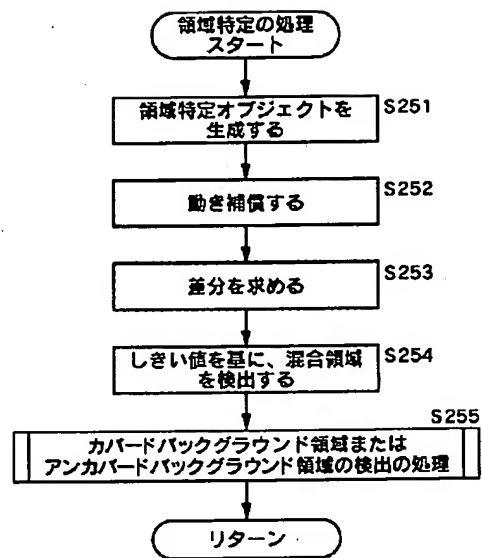 領域特定の処理
スタート
領域特定オブジェクトを
生成する
S251
動き補償する
S252
差分を求める
S253
しきい値を基に、混合領域
を検出する
S254
S255
カバードバックグラウンド領域または
アンカバードバックグラウンド領域の検出の処理
リターン